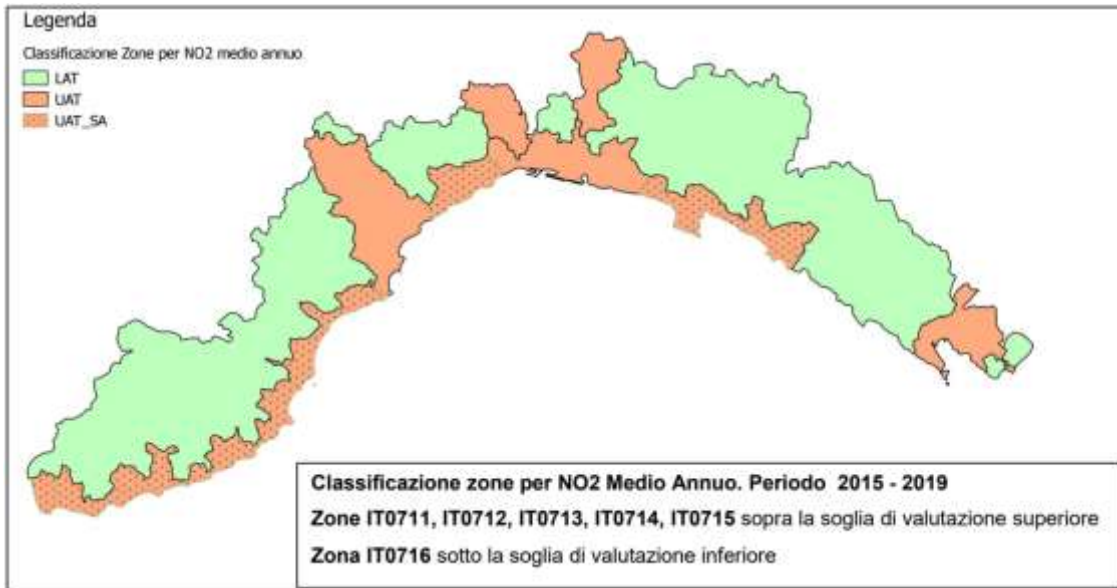 Legenda
Classificazione Zone per NO2 medio annuo
LAT
UAT
UAT_SA
Classificazione zone per NO2 Medio Annuo. Periodo 2015 - 2019
Zone IT0711, IT0712, IT0713, IT0714, IT0715 sopra la soglia di valutazione superiore
Zona IT0716 sotto la soglia di valutazione inferiore